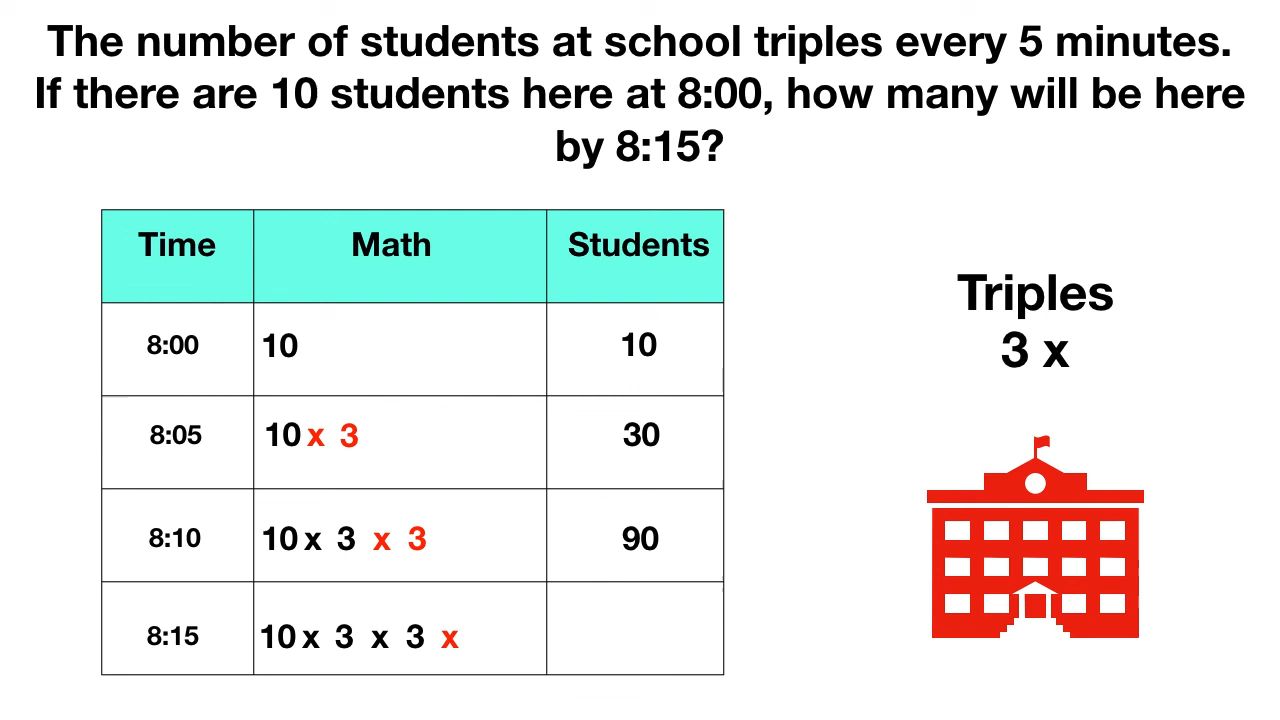 The number of students at school triples every 5 minutes.
If there are 10 students here at 8:00, how many will be here
by 8:15?
Time Math Students
8:00 10 10
8:05 10 x 3 30
8:10 10 x 3 x 3 90
8:15 10 x 3 x 3 x
Triples
3 x